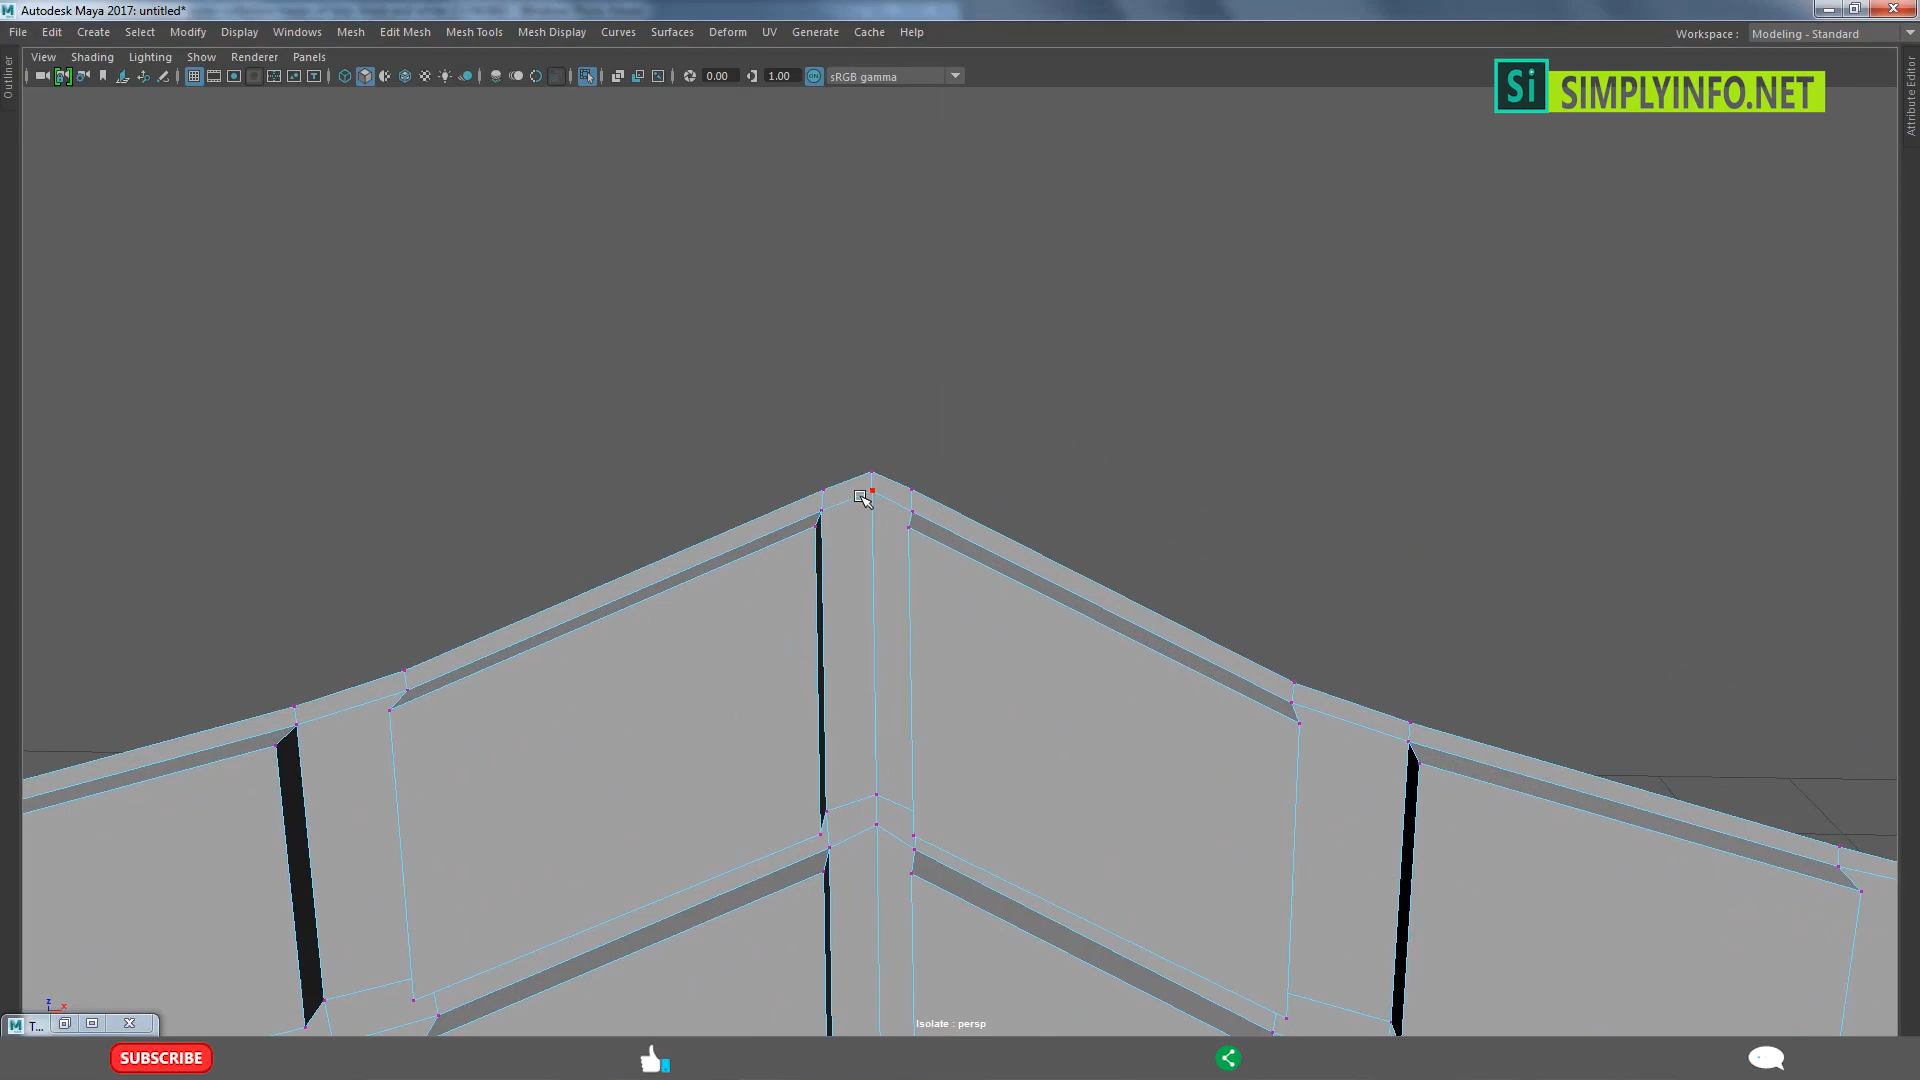 Autodesk Maya 2017: untitled*
File Edit Create Select Modify Display Windows Mesh Edit Mesh Mesh Tools Mesh Display Curves Surfaces Deform UV Generate Cache Help
Workspace : Modeling - Standard
View Shading Lighting Show Renderer Panels
0.00 1.00 ON sRGB gamma
Outliner
Attribute Editor
Si SIMPLYINFO.NET
z x
T...
Isolate : persp
SUBSCRIBE